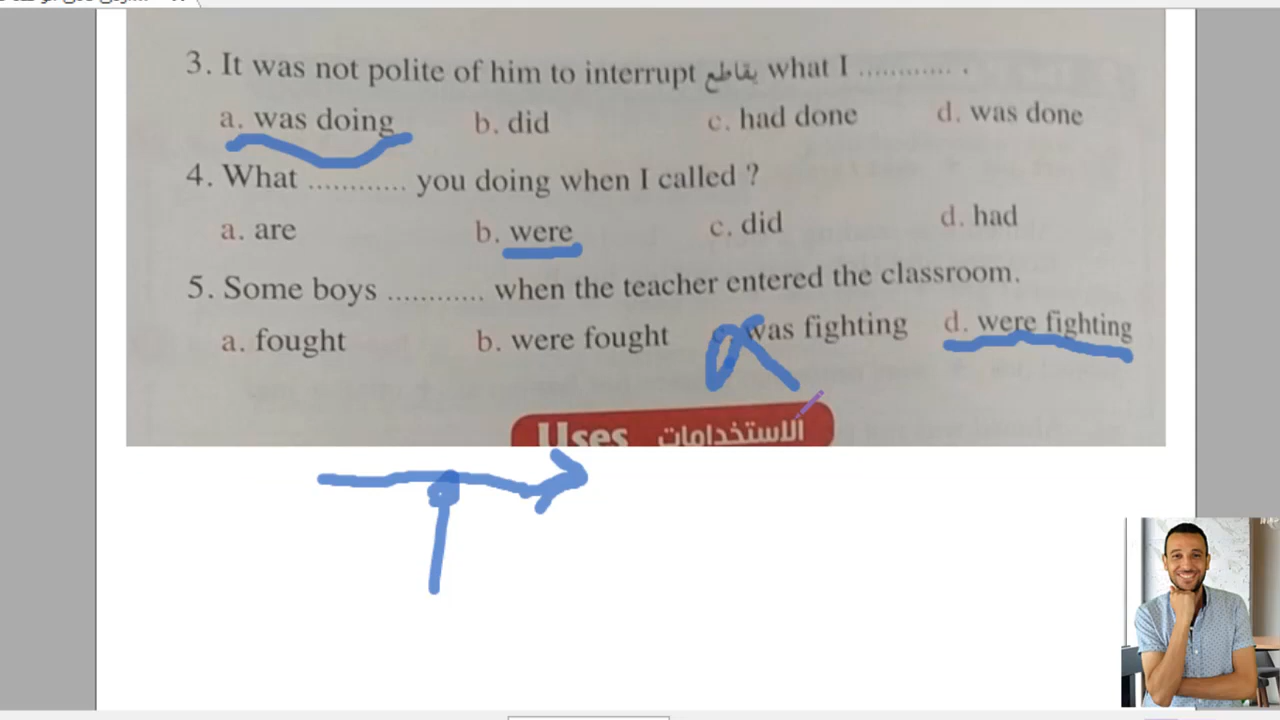 3. It was not polite of him to interrupt يقاطع what I ............ .
a. was doing b. did c. had done d. was done
4. What ............ you doing when I called ?
a. are b. were c. did d. had
5. Some boys ............ when the teacher entered the classroom.
a. fought b. were fought c. was fighting d. were fighting
Uses الاستخدامات